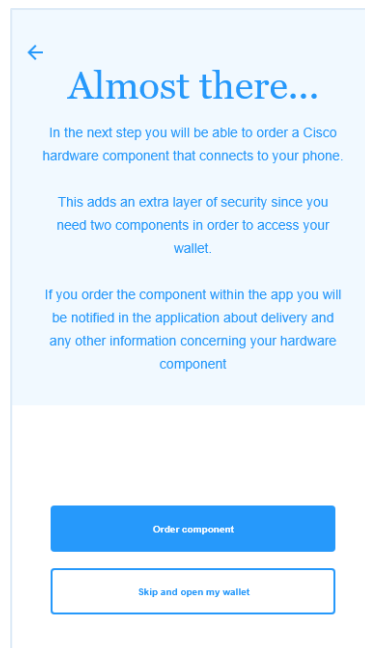 Almost there...
In the next step you will be able to order a Cisco
hardware component that connects to your phone.
This adds an extra layer of security since you
need two components in order to access your
wallet.
If you order the component within the app you will
be notified in the application about delivery and
any other information concerning your hardware
component
Order component
Skip and open my wallet